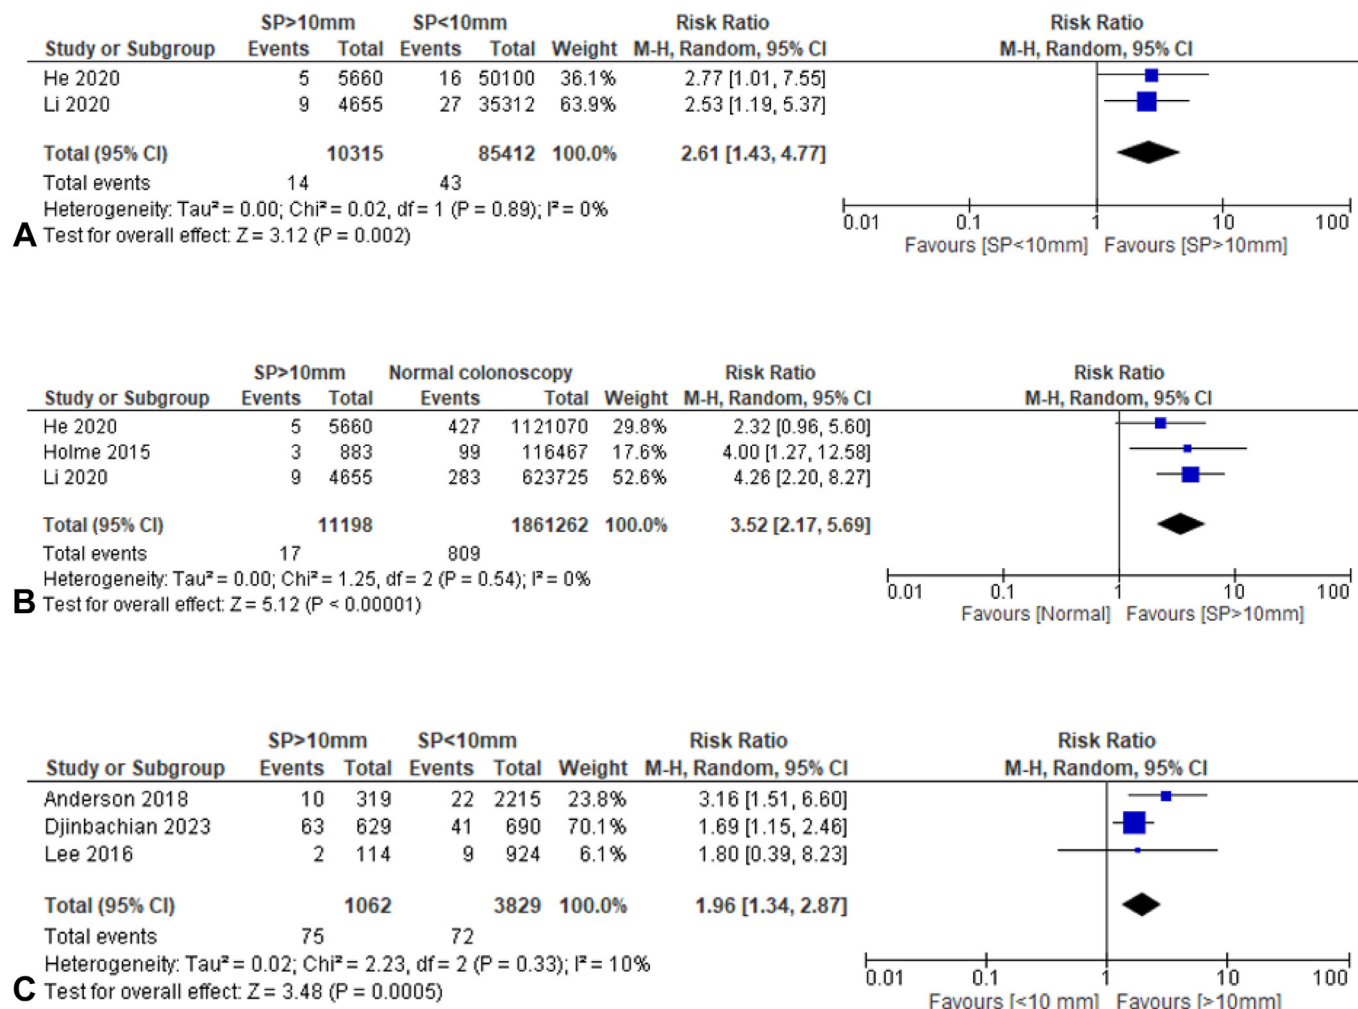 SP>10mm SP<10mm Risk Ratio Risk Ratio
Study or Subgroup Events Total Events Total Weight M-H, Random, 95% CI M-H, Random, 95% CI
He 2020 5 5660 16 50100 36.1% 2.77 [1.01, 7.55]
Li 2020 9 4655 27 35312 63.9% 2.53 [1.19, 5.37]
Total (95% CI) 10315 85412 100.0% 2.61 [1.43, 4.77]
Total events 14 43
Heterogeneity: Tau² = 0.00; Chi² = 0.02, df = 1 (P = 0.89); I² = 0%
0.01 0.1 1 10 100
A Test for overall effect: Z = 3.12 (P = 0.002)
Favours [SP<10mm] Favours [SP>10mm]
SP>10mm Normal colonoscopy Risk Ratio Risk Ratio
Study or Subgroup Events Total Events Total Weight M-H, Random, 95% CI M-H, Random, 95% CI
He 2020 5 5660 427 1121070 29.8% 2.32 [0.96, 5.60]
Holme 2015 3 883 99 116467 17.6% 4.00 [1.27, 12.58]
Li 2020 9 4655 283 623725 52.6% 4.26 [2.20, 8.27]
Total (95% CI) 11198 1861262 100.0% 3.52 [2.17, 5.69]
Total events 17 809
Heterogeneity: Tau² = 0.00; Chi² = 1.25, df = 2 (P = 0.54); I² = 0%
0.01 0.1 1 10 100
B Test for overall effect: Z = 5.12 (P < 0.00001)
Favours [Normal] Favours [SP>10mm]
SP>10mm SP<10mm Risk Ratio Risk Ratio
Study or Subgroup Events Total Events Total Weight M-H, Random, 95% CI M-H, Random, 95% CI
Anderson 2018 10 319 22 2215 23.8% 3.16 [1.51, 6.60]
Djinbachian 2023 63 629 41 690 70.1% 1.69 [1.15, 2.46]
Lee 2016 2 114 9 924 6.1% 1.80 [0.39, 8.23]
Total (95% CI) 1062 3829 100.0% 1.96 [1.34, 2.87]
Total events 75 72
Heterogeneity: Tau² = 0.02; Chi² = 2.23, df = 2 (P = 0.33); I² = 10%
0.01 0.1 1 10 100
C Test for overall effect: Z = 3.48 (P = 0.0005)
Favours [<10 mm] Favours [>10mm]